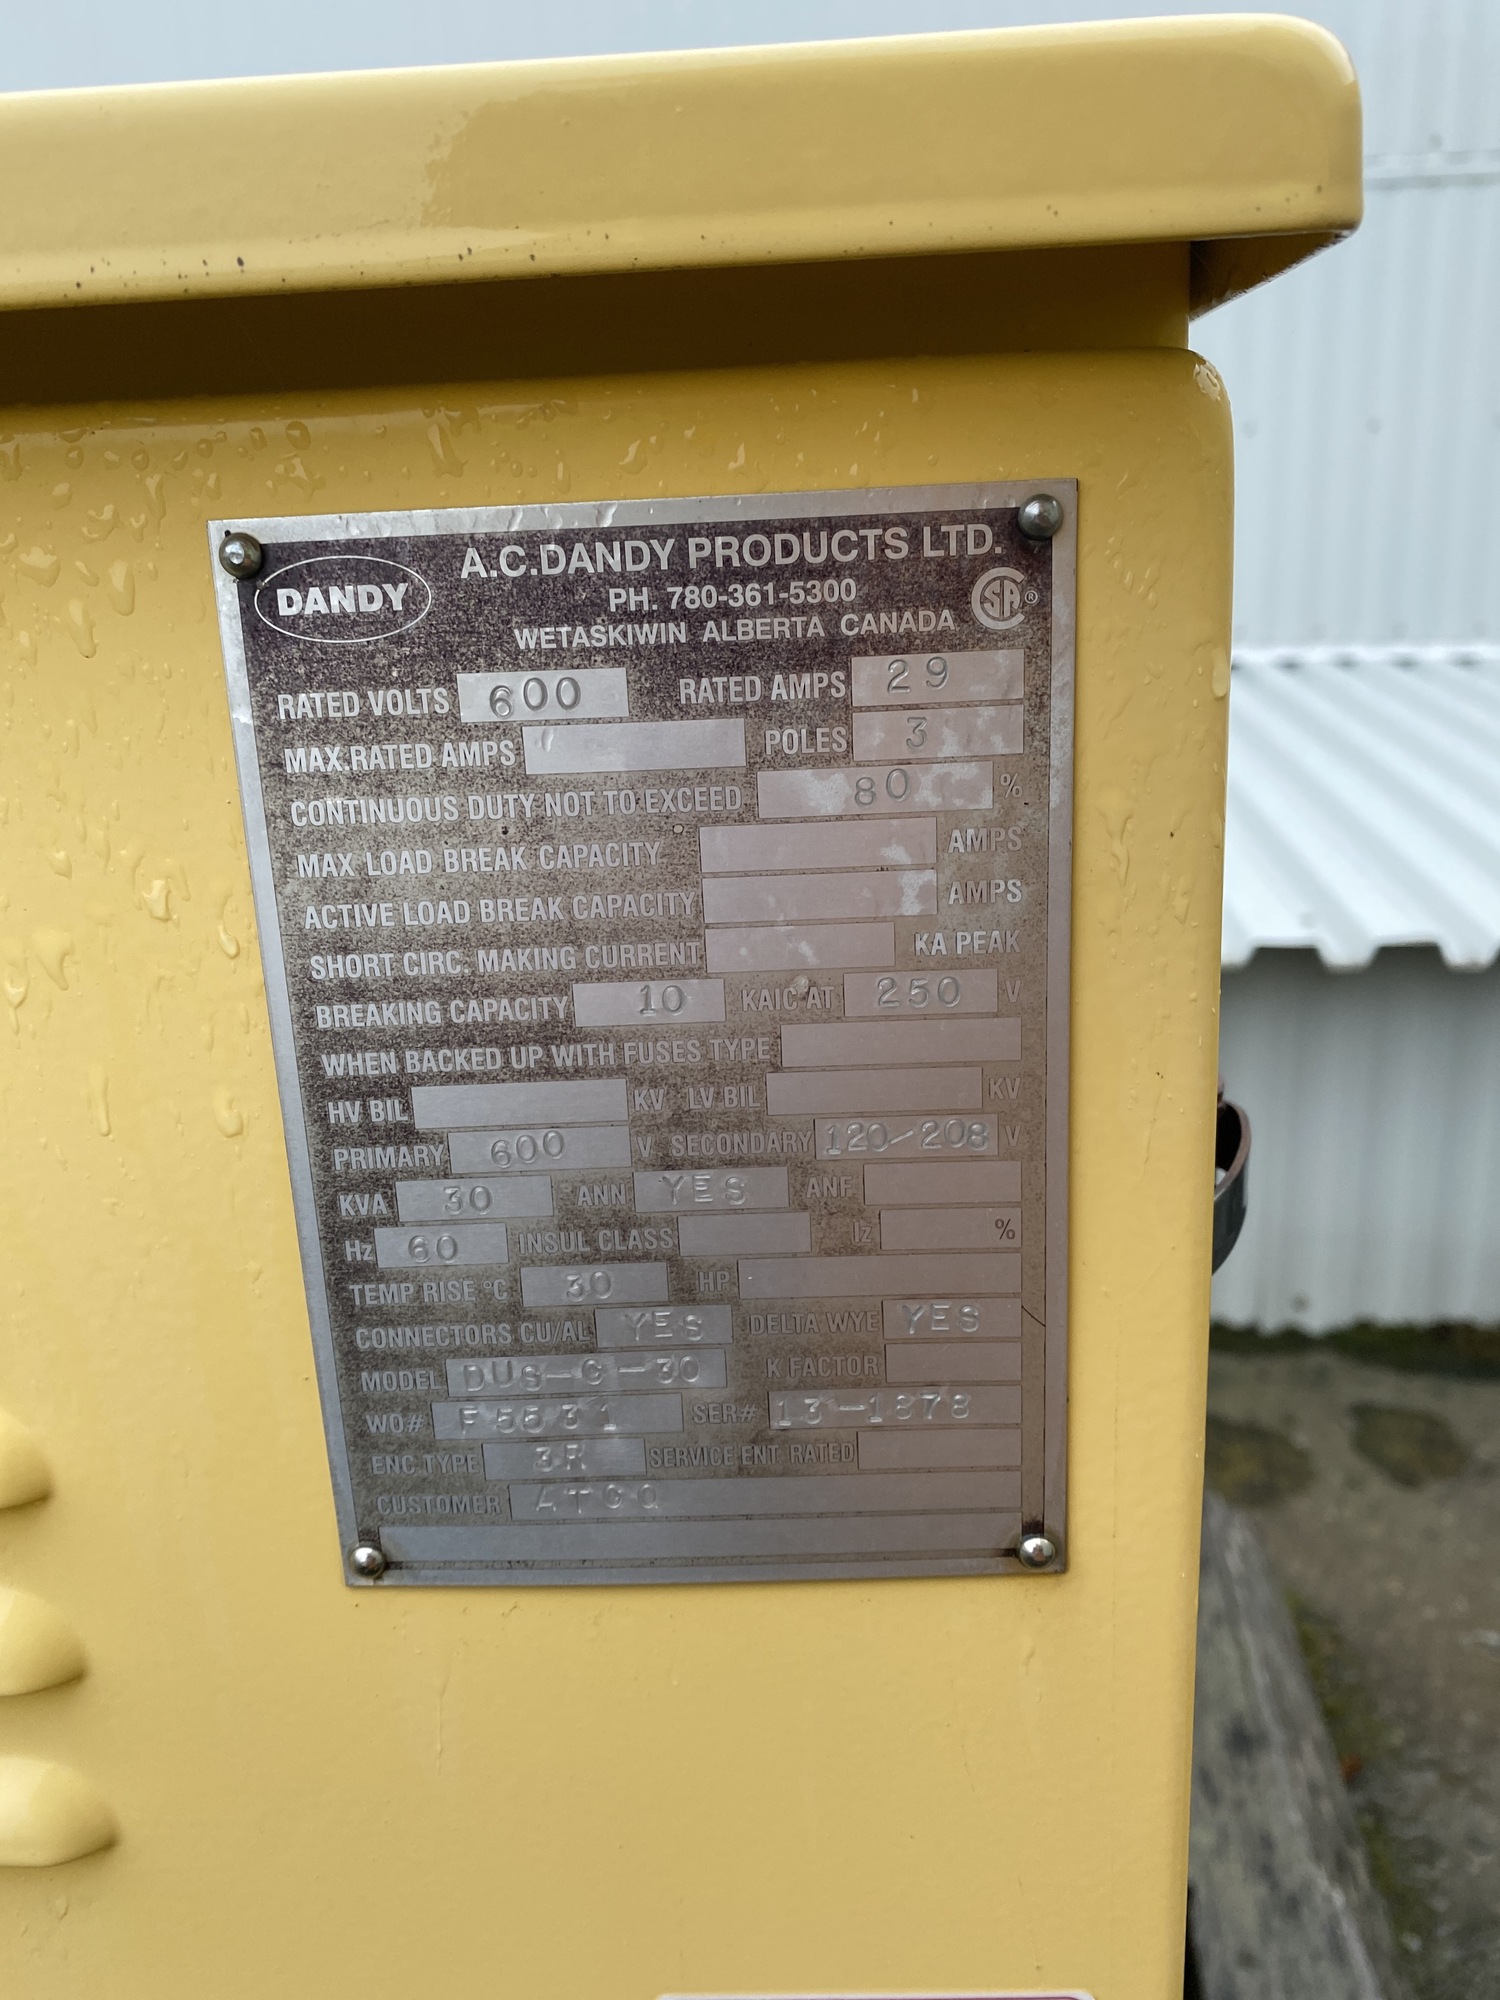 DANDY
A.C.DANDY PRODUCTS LTD.
PH. 780-361-5300
WETASKIWIN ALBERTA CANADA
SA ®
RATED VOLTS 600 RATED AMPS 29
MAX.RATED AMPS POLES 3
CONTINUOUS DUTY NOT TO EXCEED 80 %
MAX LOAD BREAK CAPACITY AMPS
ACTIVE LOAD BREAK CAPACITY AMPS
SHORT CIRC. MAKING CURRENT KA PEAK
BREAKING CAPACITY 10 KAIC AT 250 V
WHEN BACKED UP WITH FUSES TYPE
HV BIL KV LV BIL KV
PRIMARY 600 V SECONDARY 120/208 V
KVA 30 ANN YES ANF
Hz 60 INSUL CLASS Iz %
TEMP RISE °C 30 HP
CONNECTORS CU/AL YES DELTA WYE YES
MODEL DUS-C-30 K FACTOR
WO# F5531 SER# 13-1878
ENC TYPE 3R SERVICE ENT RATED
CUSTOMER ATCO